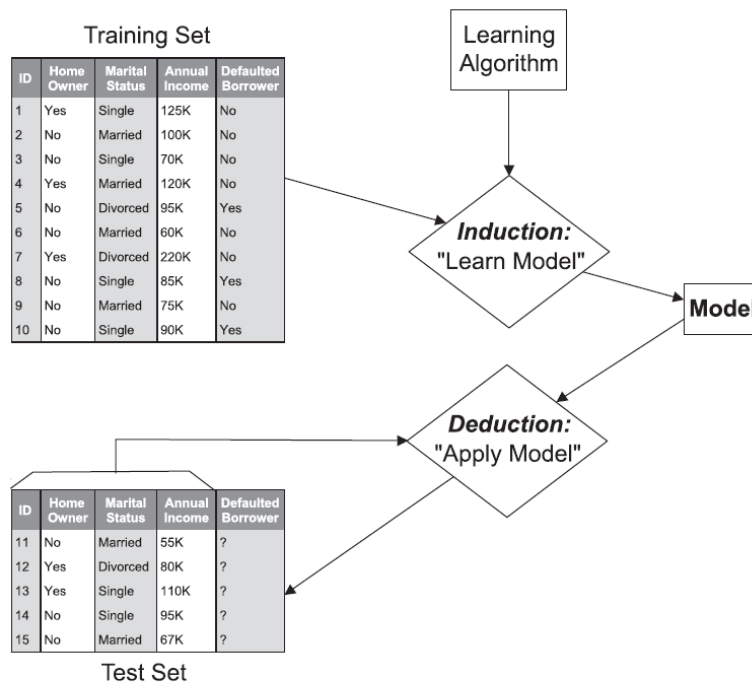 Training Set
ID Home Owner Marital Status Annual Income Defaulted Borrower
1 Yes Single 125K No
2 No Married 100K No
3 No Single 70K No
4 Yes Married 120K No
5 No Divorced 95K Yes
6 No Married 60K No
7 Yes Divorced 220K No
8 No Single 85K Yes
9 No Married 75K No
10 No Single 90K Yes
Learning
Algorithm
Induction:
"Learn Model"
Model
Deduction:
"Apply Model"
ID Home Owner Marital Status Annual Income Defaulted Borrower
11 No Married 55K ?
12 Yes Divorced 80K ?
13 Yes Single 110K ?
14 No Single 95K ?
15 No Married 67K ?
Test Set